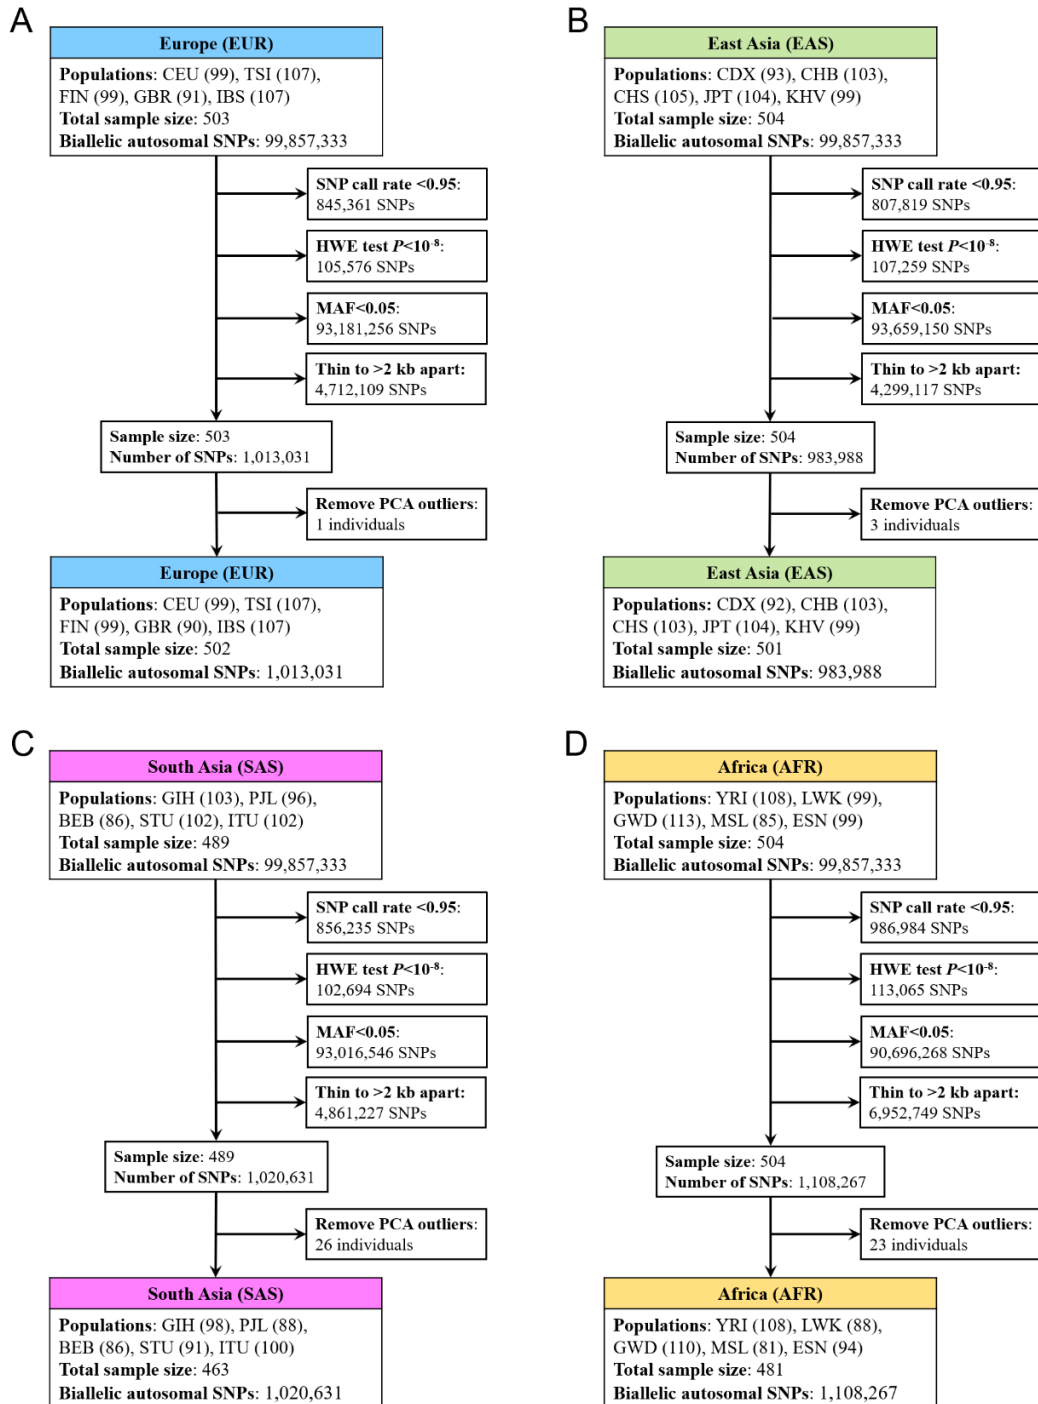 A
Europe (EUR)
Populations: CEU (99), TSI (107),
FIN (99), GBR (91), IBS (107)
Total sample size: 503
Biallelic autosomal SNPs: 99,857,333
SNP call rate <0.95:
845,361 SNPs
HWE test P<10⁻⁸:
105,576 SNPs
MAF<0.05:
93,181,256 SNPs
Thin to >2 kb apart:
4,712,109 SNPs
Sample size: 503
Number of SNPs: 1,013,031
Remove PCA outliers:
1 individuals
Europe (EUR)
Populations: CEU (99), TSI (107),
FIN (99), GBR (90), IBS (107)
Total sample size: 502
Biallelic autosomal SNPs: 1,013,031
B
East Asia (EAS)
Populations: CDX (93), CHB (103),
CHS (105), JPT (104), KHV (99)
Total sample size: 504
Biallelic autosomal SNPs: 99,857,333
SNP call rate <0.95:
807,819 SNPs
HWE test P<10⁻⁸:
107,259 SNPs
MAF<0.05:
93,659,150 SNPs
Thin to >2 kb apart:
4,299,117 SNPs
Sample size: 504
Number of SNPs: 983,988
Remove PCA outliers:
3 individuals
East Asia (EAS)
Populations: CDX (92), CHB (103),
CHS (103), JPT (104), KHV (99)
Total sample size: 501
Biallelic autosomal SNPs: 983,988
C
South Asia (SAS)
Populations: GIH (103), PJL (96),
BEB (86), STU (102), ITU (102)
Total sample size: 489
Biallelic autosomal SNPs: 99,857,333
SNP call rate <0.95:
856,235 SNPs
HWE test P<10⁻⁸:
102,694 SNPs
MAF<0.05:
93,016,546 SNPs
Thin to >2 kb apart:
4,861,227 SNPs
Sample size: 489
Number of SNPs: 1,020,631
Remove PCA outliers:
26 individuals
South Asia (SAS)
Populations: GIH (98), PJL (88),
BEB (86), STU (91), ITU (100)
Total sample size: 463
Biallelic autosomal SNPs: 1,020,631
D
Africa (AFR)
Populations: YRI (108), LWK (99),
GWD (113), MSL (85), ESN (99)
Total sample size: 504
Biallelic autosomal SNPs: 99,857,333
SNP call rate <0.95:
986,984 SNPs
HWE test P<10⁻⁸:
113,065 SNPs
MAF<0.05:
90,696,268 SNPs
Thin to >2 kb apart:
6,952,749 SNPs
Sample size: 504
Number of SNPs: 1,108,267
Remove PCA outliers:
23 individuals
Africa (AFR)
Populations: YRI (108), LWK (88),
GWD (110), MSL (81), ESN (94)
Total sample size: 481
Biallelic autosomal SNPs: 1,108,267